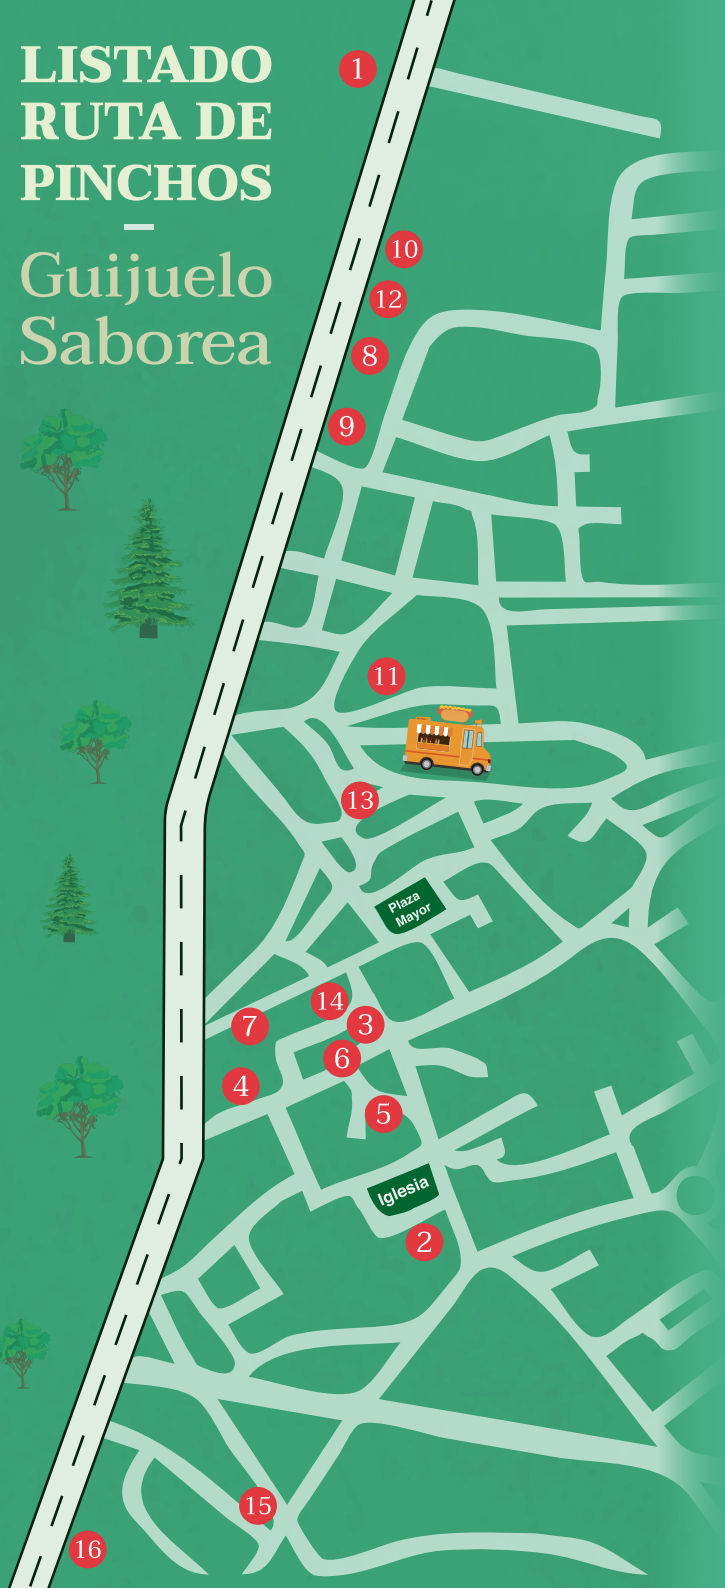 LISTADO
RUTA DE
PINCHOS
Guijuelo
Saborea
1
10
12
8
9
11
13
Plaza
Mayor
14
3
7
6
4
5
Iglesia
2
15
16